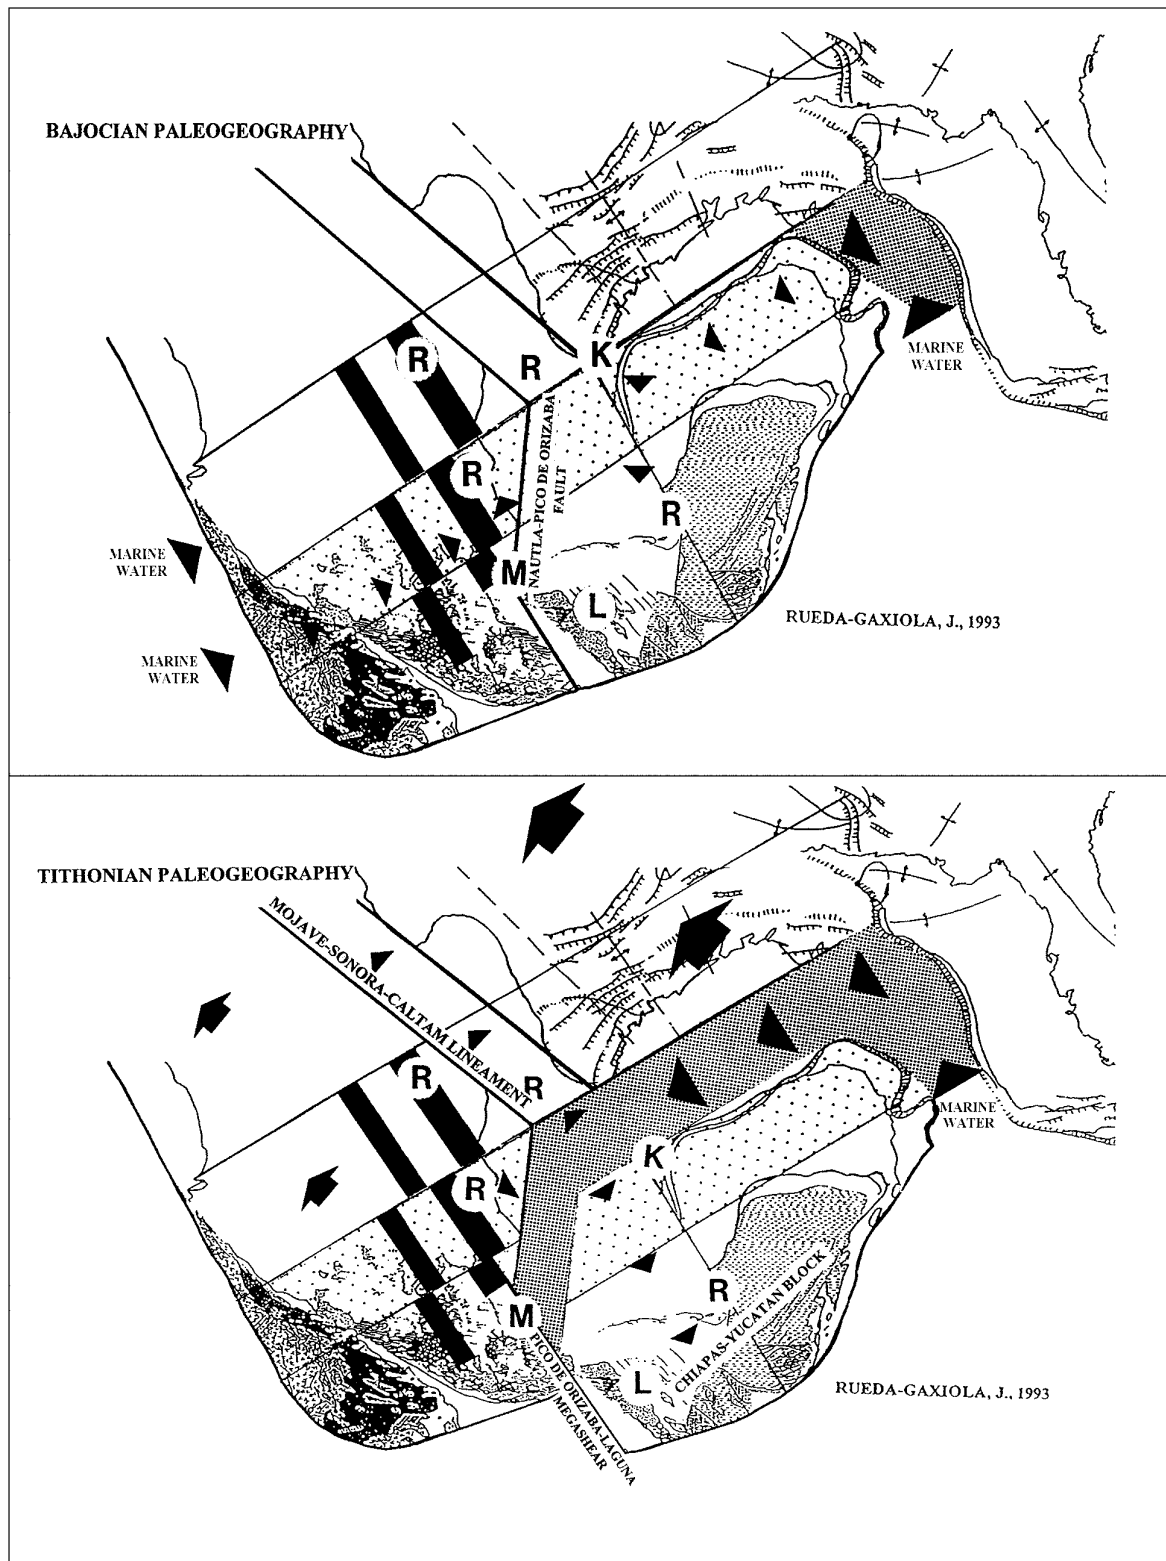 BAJOCIAN PALEOGEOGRAPHY
R
R
K
MARINE
WATER
R
NAUTLA-PICO DE ORIZABA
FAULT
R
MARINE
WATER
M
L
RUEDA-GAXIOLA, J., 1993
MARINE
WATER
TITHONIAN PALEOGEOGRAPHY
MOJAVE-SONORA-CALTAM LINEAMENT
R
R
MARINE
WATER
K
R
R
M
CHIAPAS-YUCATAN BLOCK
L
PICO DE ORIZABA-LAGUNA
MEGASHEAR
RUEDA-GAXIOLA, J., 1993